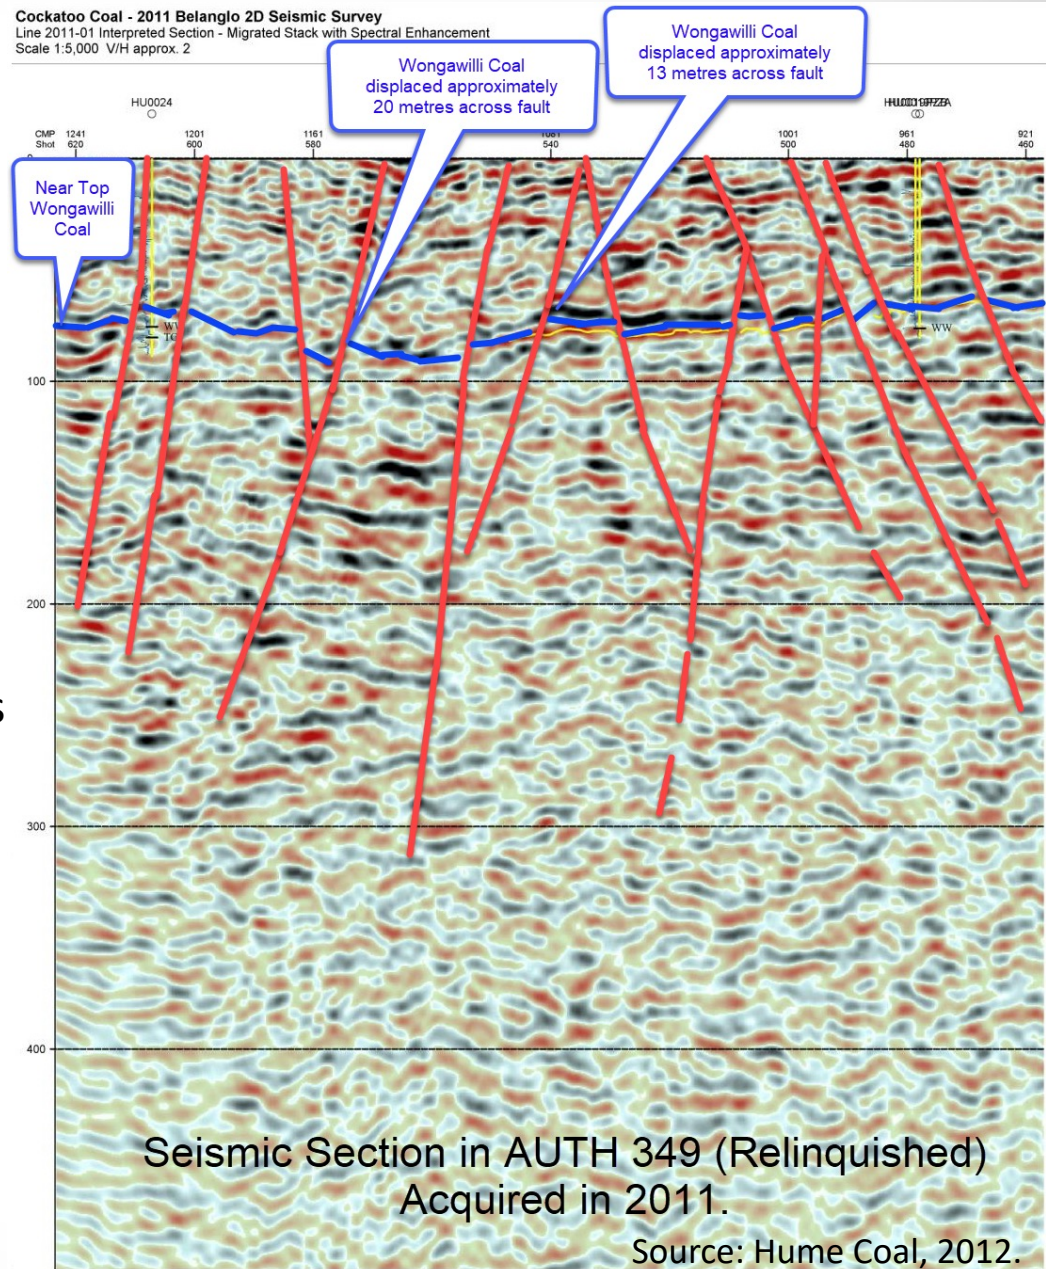 Cockatoo Coal - 2011 Belanglo 2D Seismic Survey
Line 2011-01 Interpreted Section - Migrated Stack with Spectral Enhancement
Scale 1:5,000 V/H approx. 2
Wongawilli Coal
displaced approximately
20 metres across fault
Wongawilli Coal
displaced approximately
13 metres across fault
HU0024
CMP 1241 1201 1161 1081 1001 961 921
Shot 620 600 580 540 500 480 460
Near Top
Wongawilli
Coal
WW
100
200
S
300
400
Seismic Section in AUTH 349 (Relinquished)
Acquired in 2011.
Source: Hume Coal, 2012.